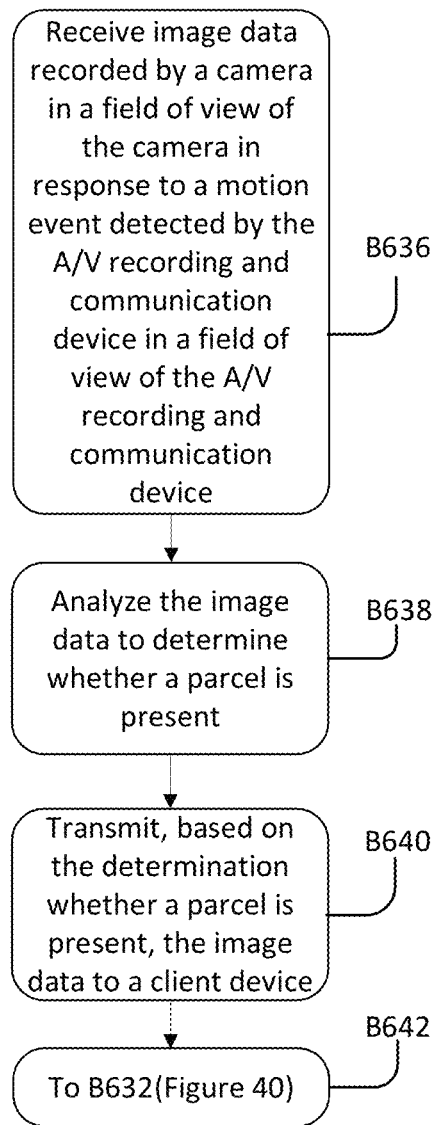 Receive image data
recorded by a camera
in a field of view of
the camera in
response to a motion
event detected by the
A/V recording and
communication
device in a field of
view of the A/V
recording and
communication
device
B636
Analyze the image
data to determine
whether a parcel is
present
B638
Transmit, based on
the determination
whether a parcel is
present, the image
data to a client device
B640
To B632(Figure 40)
B642